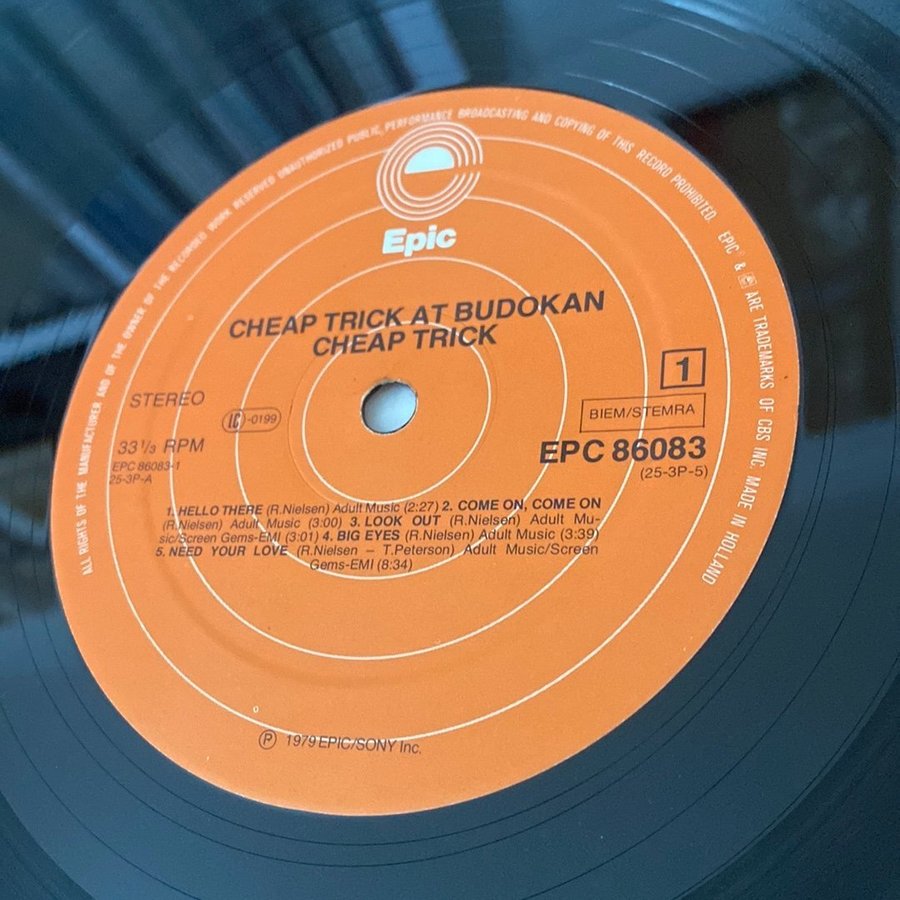 ALL RIGHTS OF THE MANUFACTURER AND OF THE OWNER OF THE RECORDED WORK RESERVED UNAUTHORIZED PUBLIC, PERFORMANCE BROADCASTING AND COPYING OF THIS RECORD PROHIBITED. EPIC & ARE TRADEMARKS OF CBS INC. MADE IN HOLLAND
Epic
CHEAP TRICK AT BUDOKAN
CHEAP TRICK
STEREO
LC-0199
33 1/3 RPM
EPC 86083-1
25-3P-A
1
BIEM/STEMRA
EPC 86083
(25-3P-5)
1. HELLO THERE (R.Nielsen) Adult Music (2:27) 2. COME ON, COME ON
(R.Nielsen) Adult Music (3:00) 3. LOOK OUT (R.Nielsen) Adult Mu-
sic/Screen Gems-EMI (3:01) 4. BIG EYES (R.Nielsen) Adult Music (3:39)
5. NEED YOUR LOVE (R.Nielsen – T.Peterson) Adult Music/Screen
Gems-EMI (8:34)
℗ 1979 EPIC/SONY Inc.